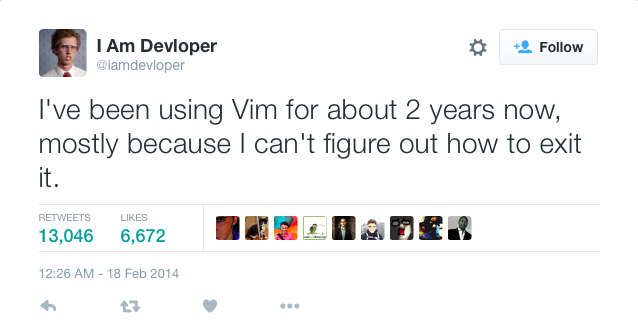 I Am Devloper
@iamdevloper
Follow
I've been using Vim for about 2 years now,
mostly because I can't figure out how to exit
it.
RETWEETS LIKES
13,046 6,672
12:26 AM - 18 Feb 2014